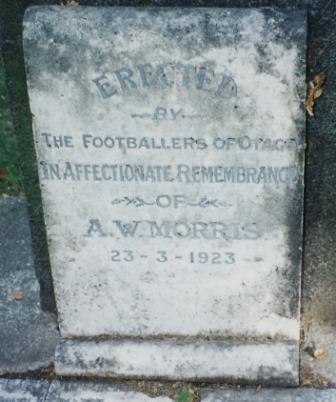 ERECTED
BY
THE FOOTBALLERS OF OTAGO
IN AFFECTIONATE REMEMBRANCE
OF
A.W. MORRIS
23-3-1923